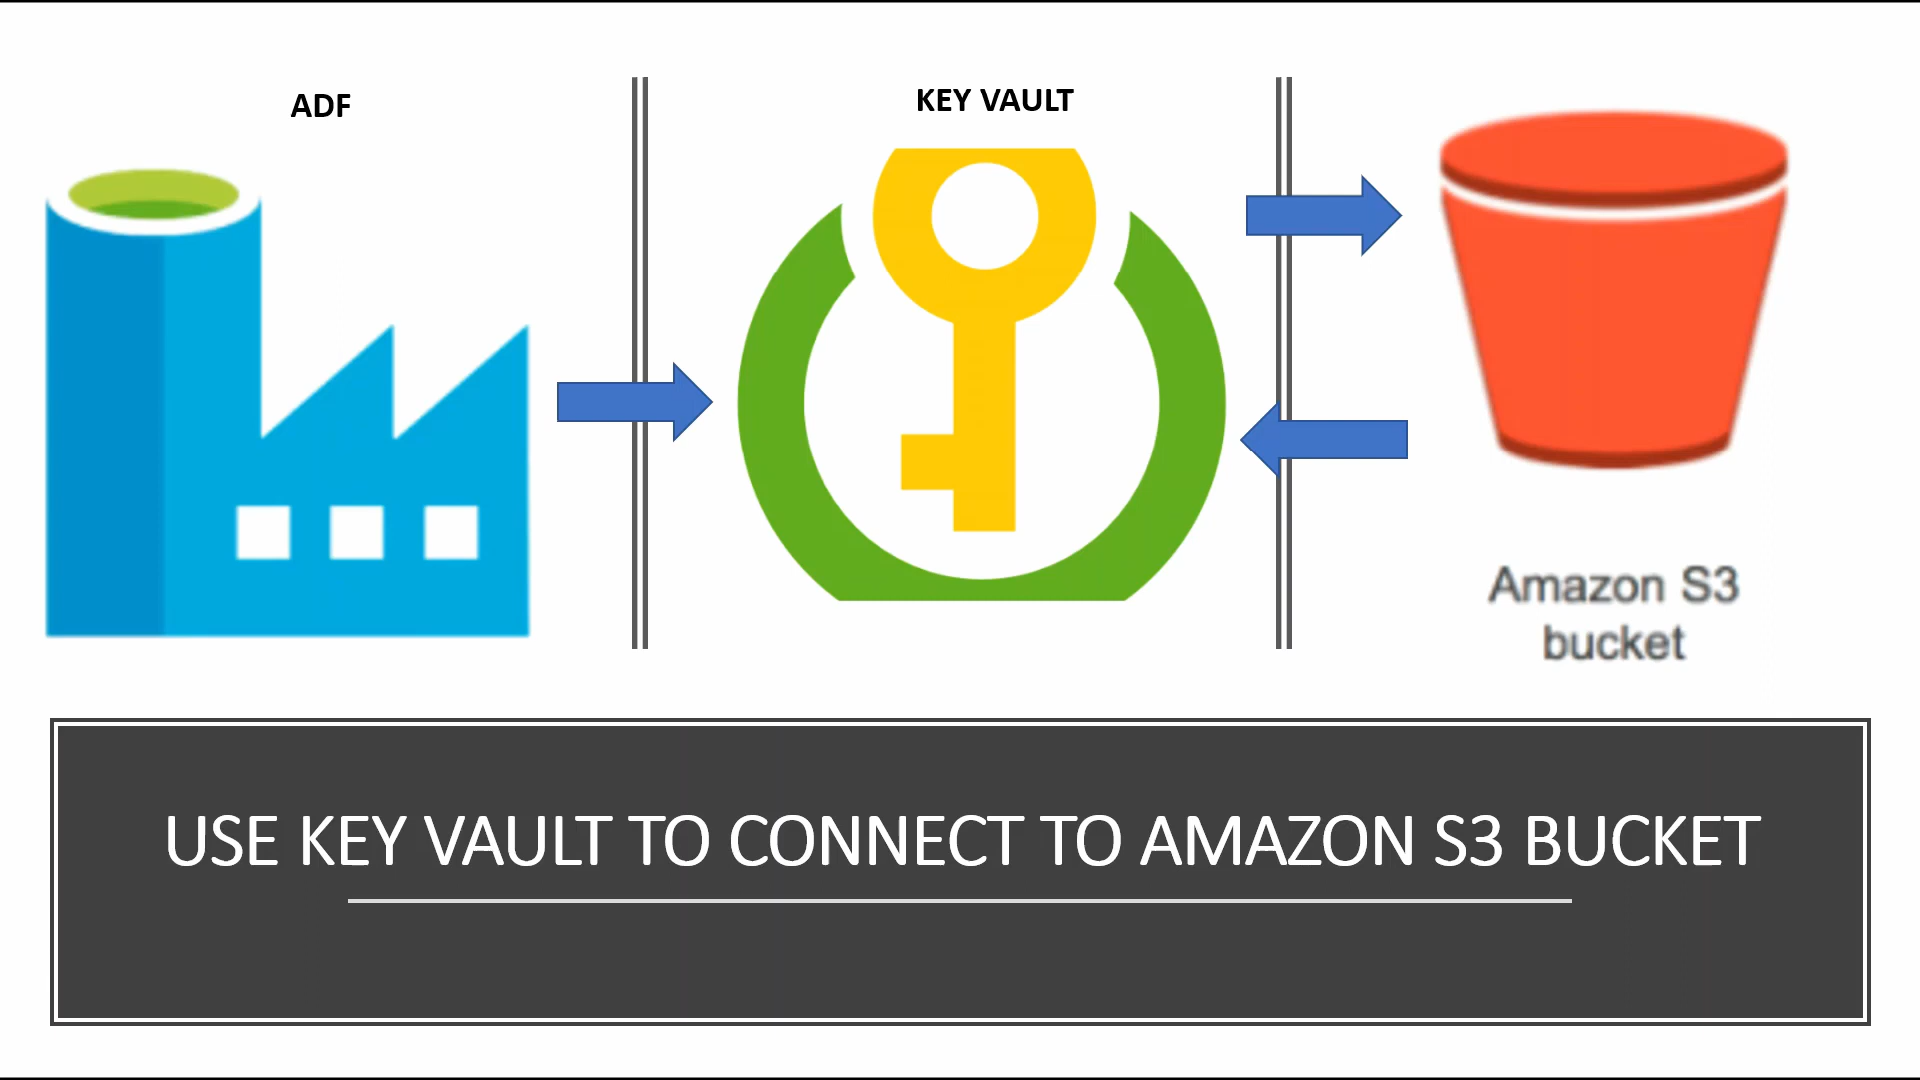 ADF
KEY VAULT
Amazon S3
bucket
USE KEY VAULT TO CONNECT TO AMAZON S3 BUCKET